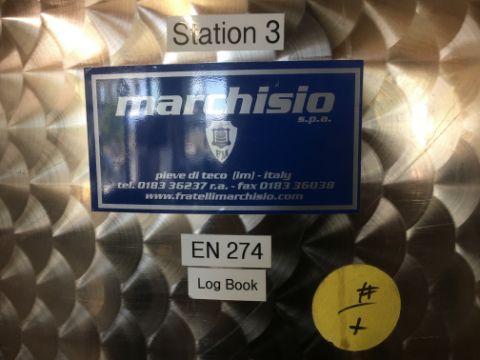 Station 3
marchisio
s.p.a.
pieve di teco (im) - italy
tel. 0183 36237 r.a. - fax 0183 36038
www.fratellimarchisio.com
EN 274
Log Book
#
+